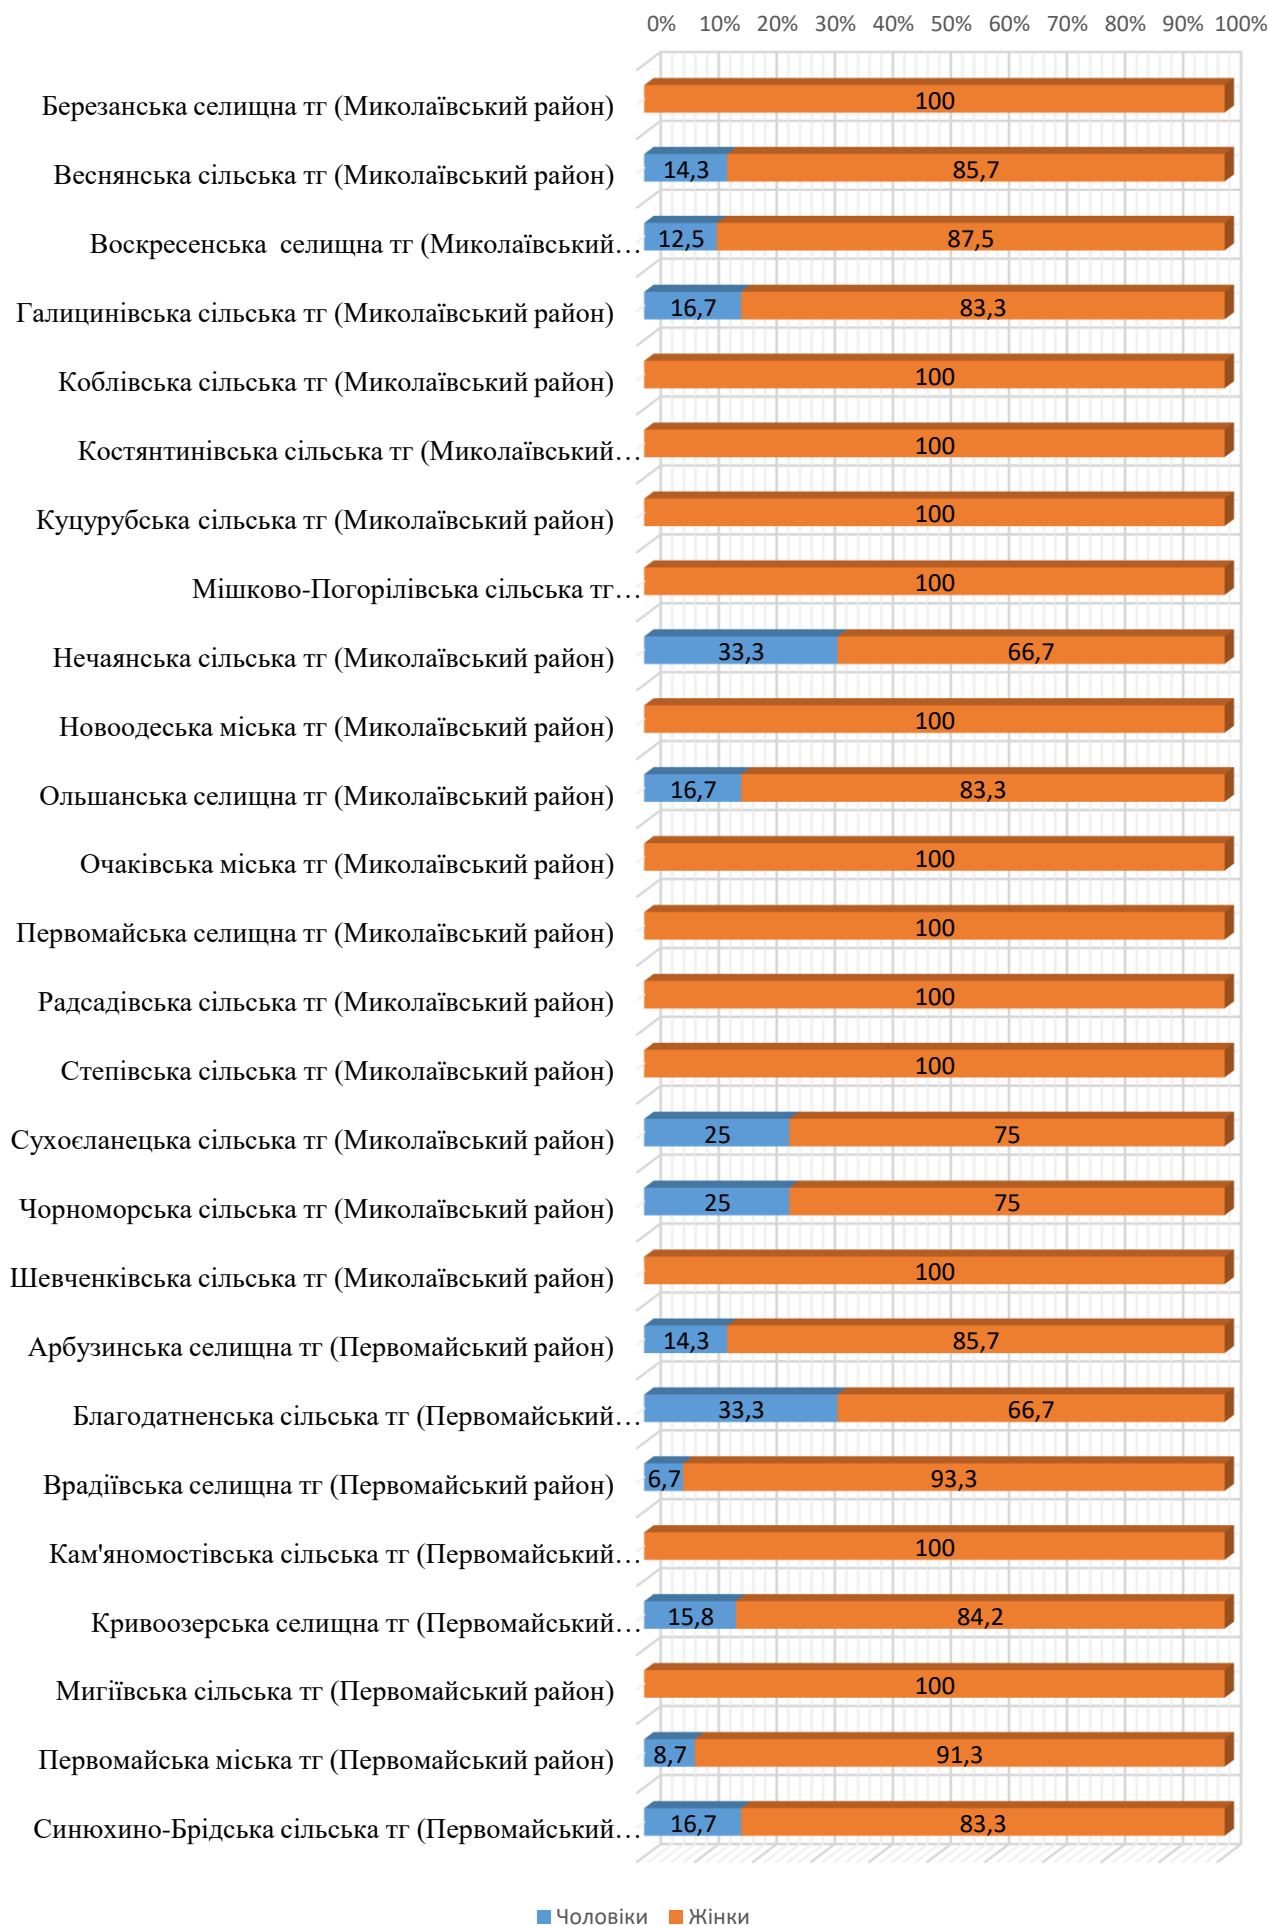 0% 10% 20% 30% 40% 50% 60% 70% 80% 90% 100%
Березанська селищна тг (Миколаївський район) 100
Веснянська сільська тг (Миколаївський район) 14,3 85,7
Воскресенська селищна тг (Миколаївський… 12,5 87,5
Галицинівська сільська тг (Миколаївський район) 16,7 83,3
Коблівська сільська тг (Миколаївський район) 100
Костянтинівська сільська тг (Миколаївський… 100
Куцурубська сільська тг (Миколаївський район) 100
Мішково-Погорілівська сільська тг… 100
Нечаянська сільська тг (Миколаївський район) 33,3 66,7
Новоодеська міська тг (Миколаївський район) 100
Ольшанська селищна тг (Миколаївський район) 16,7 83,3
Очаківська міська тг (Миколаївський район) 100
Первомайська селищна тг (Миколаївський район) 100
Радсадівська сільська тг (Миколаївський район) 100
Степівська сільська тг (Миколаївський район) 100
Сухоєланецька сільська тг (Миколаївський район) 25 75
Чорноморська сільська тг (Миколаївський район) 25 75
Шевченківська сільська тг (Миколаївський район) 100
Арбузинська селищна тг (Первомайський район) 14,3 85,7
Благодатненська сільська тг (Первомайський… 33,3 66,7
Врадіївська селищна тг (Первомайський район) 6,7 93,3
Кам'яномостівська сільська тг (Первомайський… 100
Кривоозерська селищна тг (Первомайський… 15,8 84,2
Мигіївська сільська тг (Первомайський район) 100
Первомайська міська тг (Первомайський район) 8,7 91,3
Синюхино-Брідська сільська тг (Первомайський… 16,7 83,3
Чоловіки Жінки